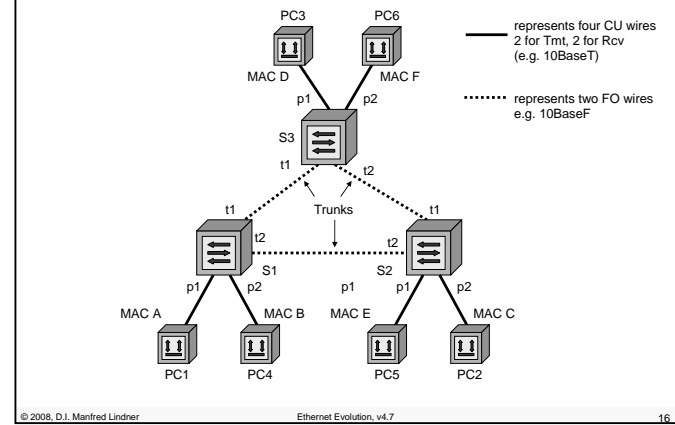 PC3
PC6
represents four CU wires
2 for Tmt, 2 for Rcv
(e.g. 10BaseT)
MAC D
MAC F
p1
p2
represents two FO wires
e.g. 10BaseF
S3
t1
t2
Trunks
t1
t1
t2
t2
S1
S2
p1
p2
p1
p1
p2
MAC A
MAC B
MAC E
MAC C
PC1
PC4
PC5
PC2
© 2008, D.I. Manfred Lindner
Ethernet Evolution, v4.7
16